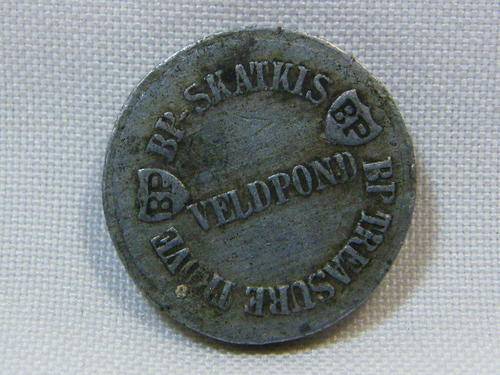 BP-SKATKIS
BP
BP TREASURE TROVE
BP
VELDPOND